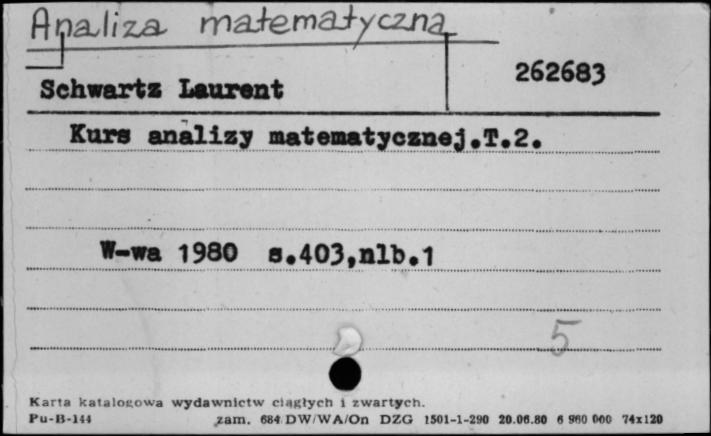 Analiza matematyczna
262683
Schwartz Laurent
Kurs analizy matematycznej.T.2.
W-wa 1980 s.403,nlb.1
5
Karta katalogowa wydawnictw ciągłych i zwartych.
Pu-B-144 zam. 684 DW/WA/On DZG 1501-1-290 20.06.80 6 960 000 74x120